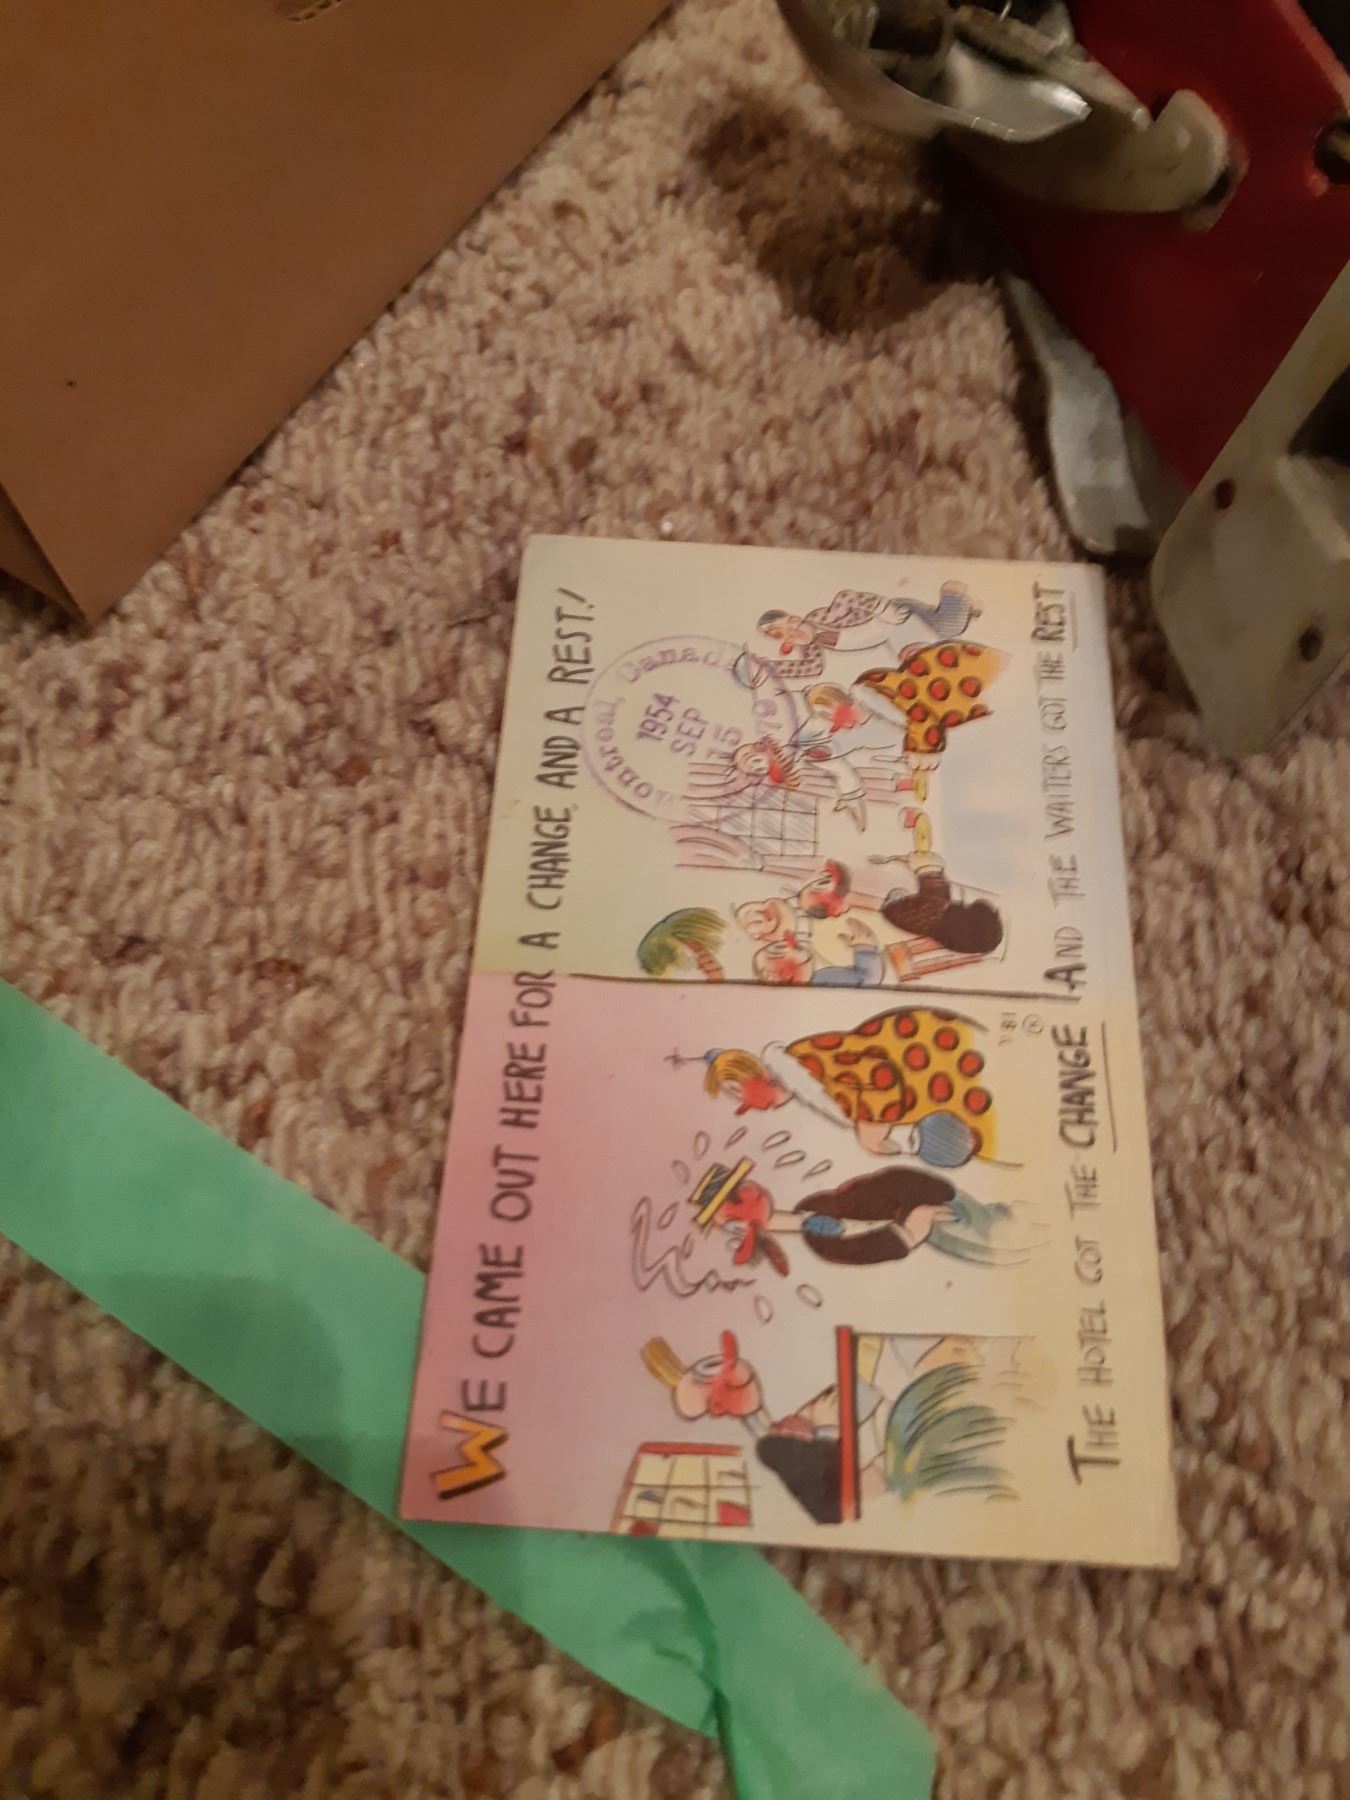 WE CAME OUT HERE FOR A CHANGE, AND A REST!
Montreal, Canada
1954
SEP
15
THE HOTEL GOT THE CHANGE
AND THE WAITERS GOT THE REST